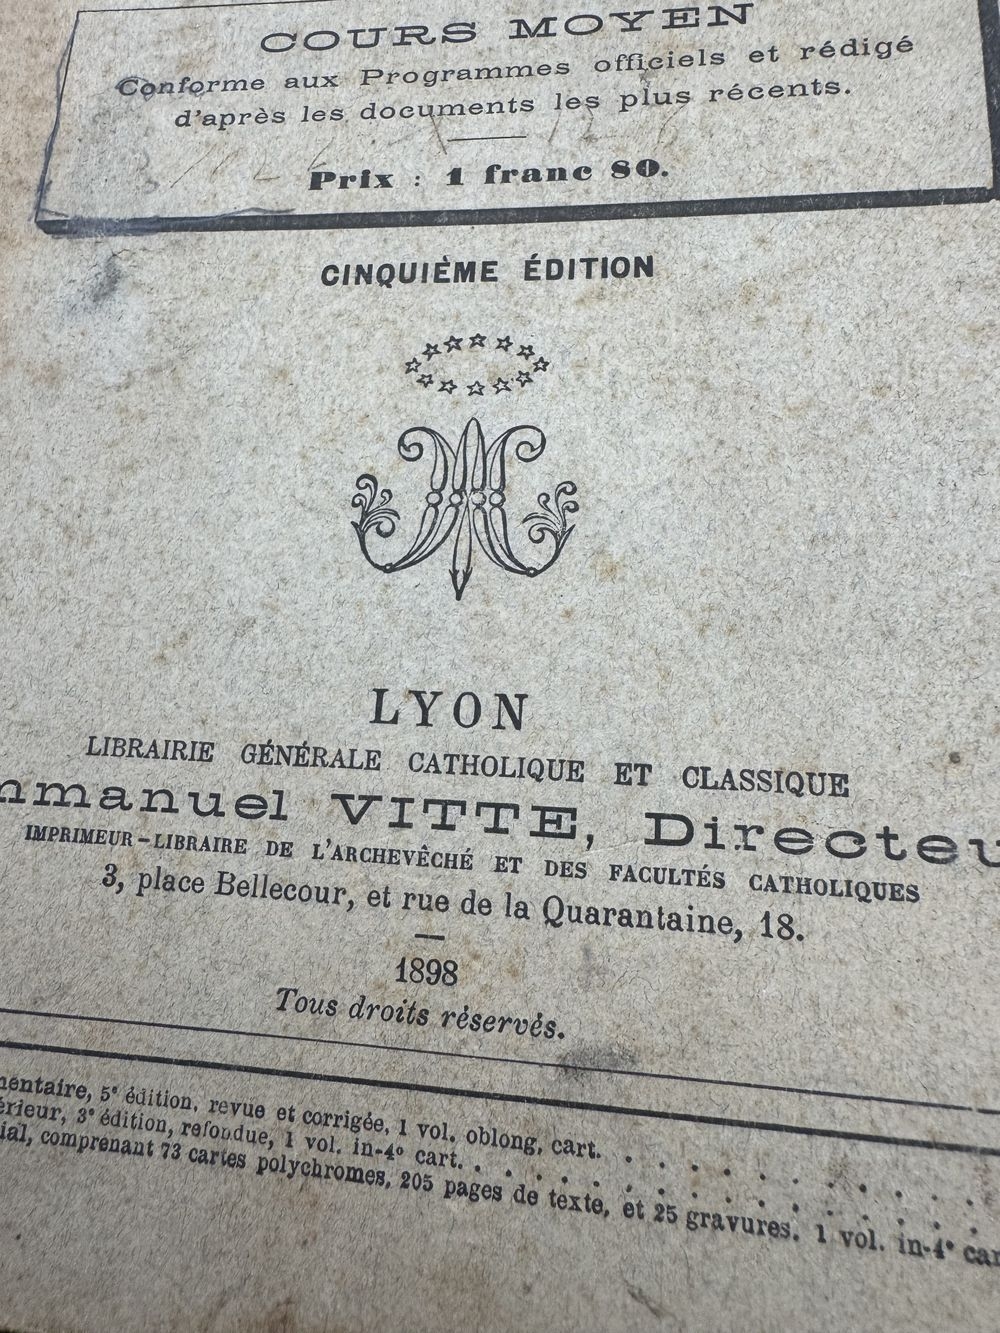 COURS MOYEN
Conforme aux Programmes officiels et rédigé
d'après les documents les plus récents.
Prix : 1 franc 80.
CINQUIÈME ÉDITION
LYON
LIBRAIRIE GÉNÉRALE CATHOLIQUE ET CLASSIQUE
mmanuel VITTE, Directeu
IMPRIMEUR-LIBRAIRE DE L'ARCHEVÊCHÉ ET DES FACULTÉS CATHOLIQUES
3, place Bellecour, et rue de la Quarantaine, 18.
1898
Tous droits réservés.
mentaire, 5e édition, revue et corrigée, 1 vol. oblong, cart. . . . . . . . . . . .
érieur, 3e édition, refondue, 1 vol. in-4o cart. . . . . . . . . . . . . . . .
ial, comprenant 73 cartes polychromes, 205 pages de texte, et 25 gravures. 1 vol. in-4o car